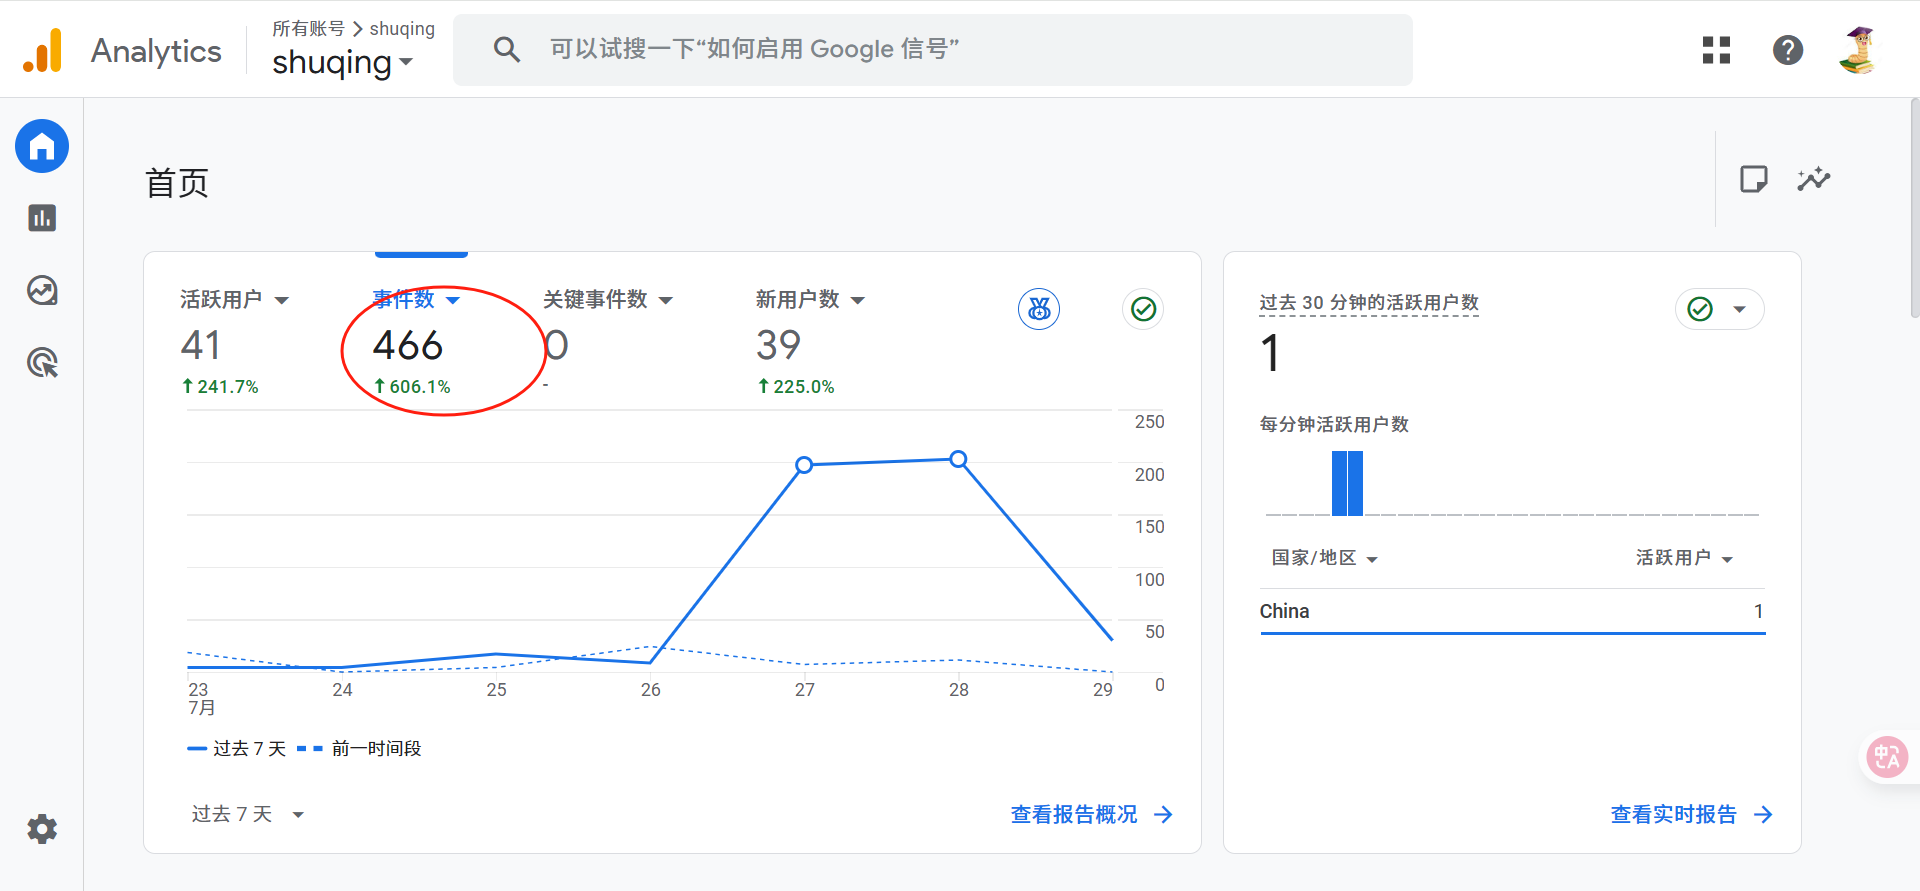 Analytics
所有账号 > shuqing
shuqing
可以试搜一下“如何启用 Google 信号”
首页
活跃用户
41
241.7%
事件数
466
606.1%
关键事件数
0
-
新用户数
39
225.0%
250
200
150
100
50
0
23
7月
24
25
26
27
28
29
过去 7 天
前一时间段
过去 7 天
查看报告概况
过去 30 分钟的活跃用户数
1
每分钟活跃用户数
国家/地区
活跃用户
China
1
查看实时报告
中A